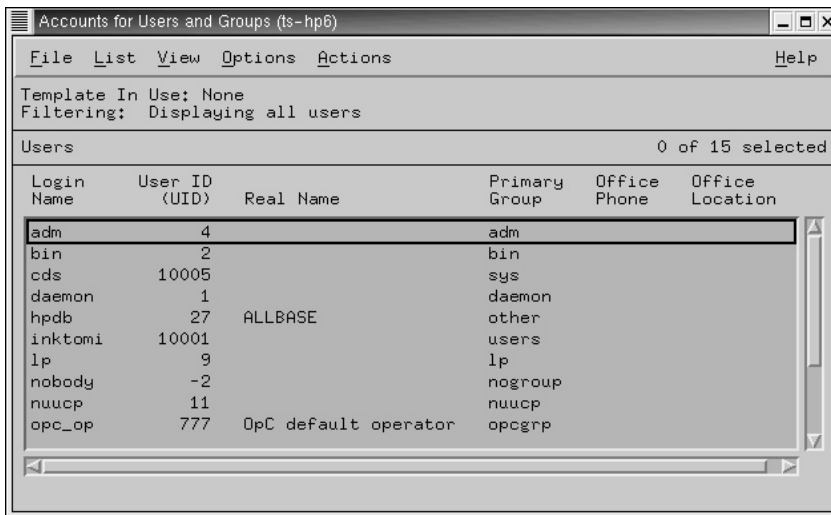 Accounts for Users and Groups (ts-hp6)
File List View Options Actions Help
Template In Use: None
Filtering: Displaying all users
Users 0 of 15 selected
Login User ID Primary Office Office
Name (UID) Real Name Group Phone Location
adm 4 adm
bin 2 bin
cds 10005 sys
daemon 1 daemon
hpdb 27 ALLBASE other
inktomi 10001 users
lp 9 lp
nobody -2 nogroup
nuucp 11 nuucp
opc_op 777 OpC default operator opcgrp